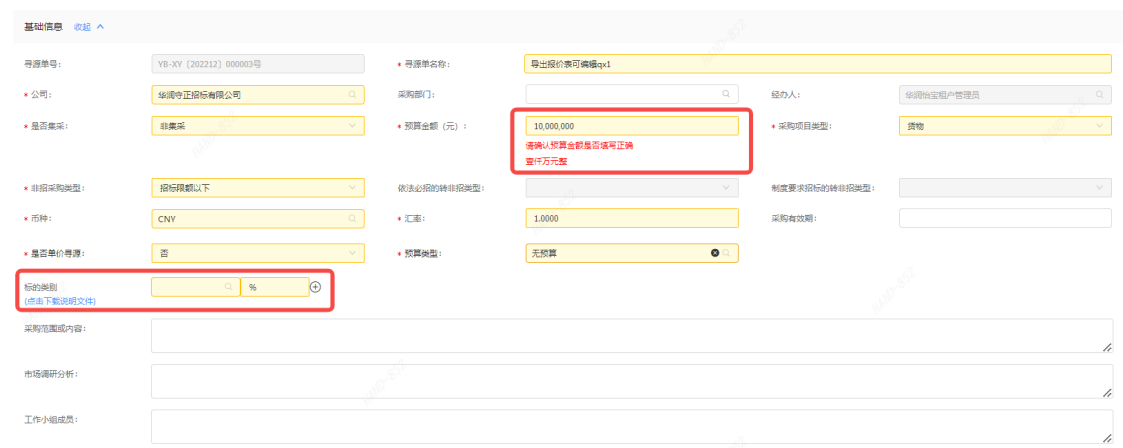 基础信息 收起
寻源单号： YB-XY（202212）000003号 * 寻源单名称： 导出报价表可编辑qx1
* 公司： 华润守正招标有限公司 采购部门： 经办人： 华润怡宝租户管理员
* 是否集采： 非集采 * 预算金额（元）： 10,000,000 * 采购项目类型： 货物
请确认预算金额是否填写正确
壹仟万元整
* 非招采购类型： 招标限额以下 依法必招的转非招类型： 制度要求招标的转非招类型：
* 币种： CNY * 汇率： 1.0000 采购有效期：
* 是否单价寻源： 否 * 预算类型： 无预算
标的类别 %
(点击下载说明文件)
采购范围或内容：
市场调研分析：
工作小组成员：